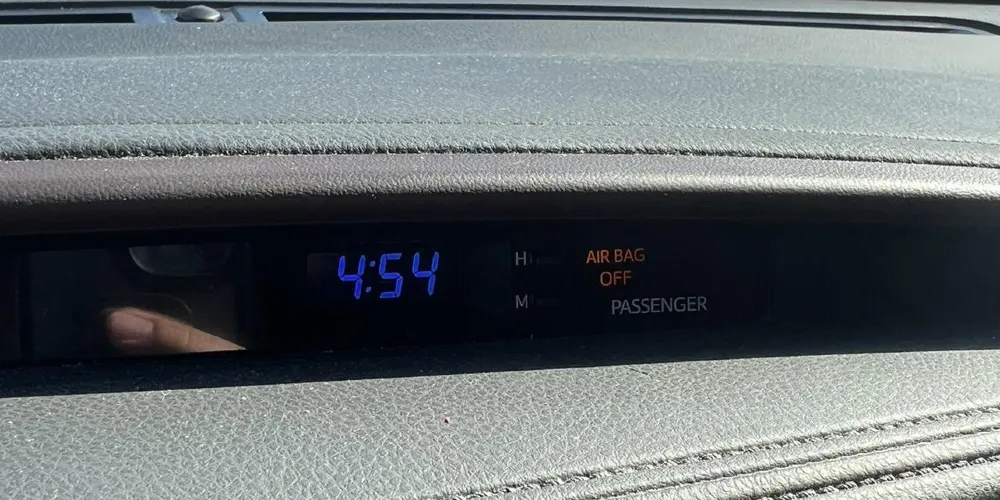 4:54
H
AIR BAG
OFF
M
PASSENGER